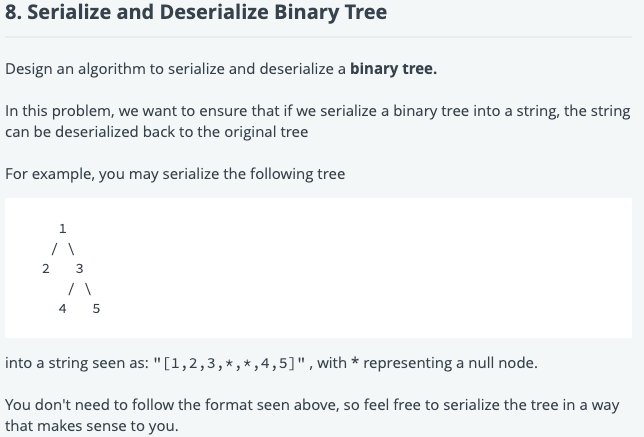 8. Serialize and Deserialize Binary Tree
Design an algorithm to serialize and deserialize a binary tree.
In this problem, we want to ensure that if we serialize a binary tree into a string, the string
can be deserialized back to the original tree
For example, you may serialize the following tree
1
/ \
2 3
/ \
4 5
into a string seen as: "[1,2,3,*,*,4,5]" , with * representing a null node.
You don't need to follow the format seen above, so feel free to serialize the tree in a way
that makes sense to you.